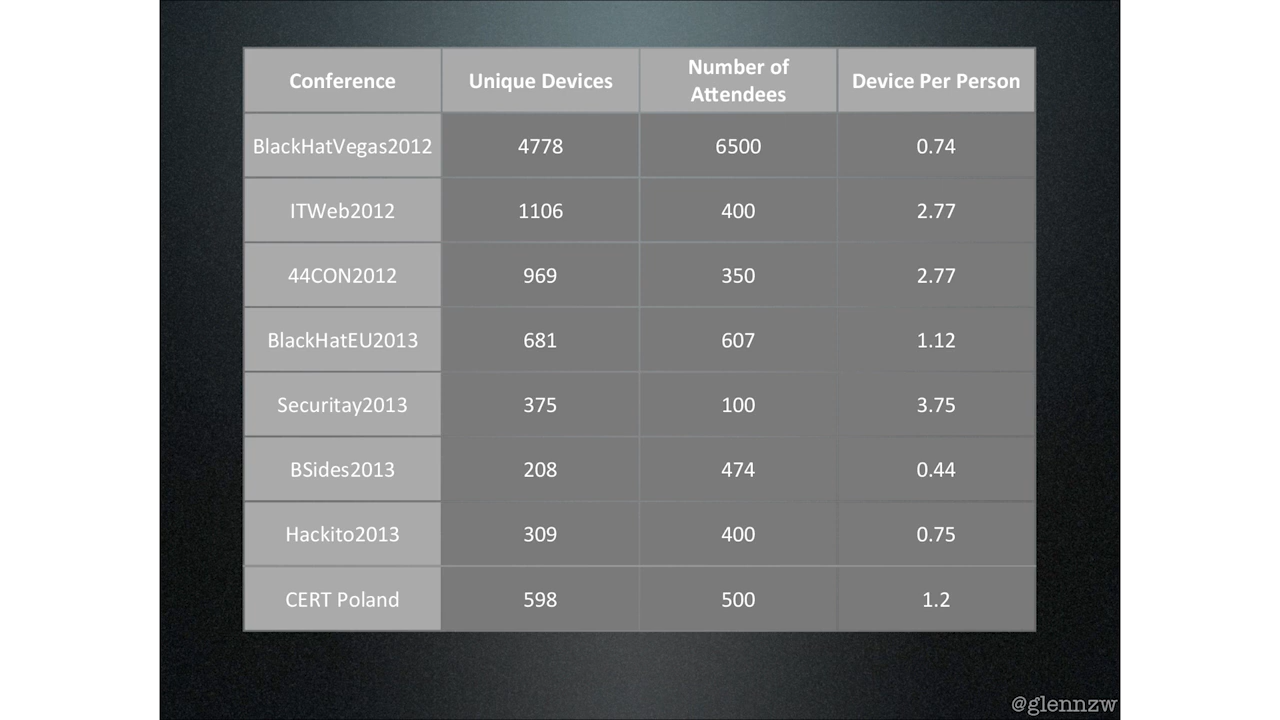 Conference Unique Devices Number of Attendees Device Per Person
BlackHatVegas2012 4778 6500 0.74
ITWeb2012 1106 400 2.77
44CON2012 969 350 2.77
BlackHatEU2013 681 607 1.12
Securitay2013 375 100 3.75
BSides2013 208 474 0.44
Hackito2013 309 400 0.75
CERT Poland 598 500 1.2
@glennzw